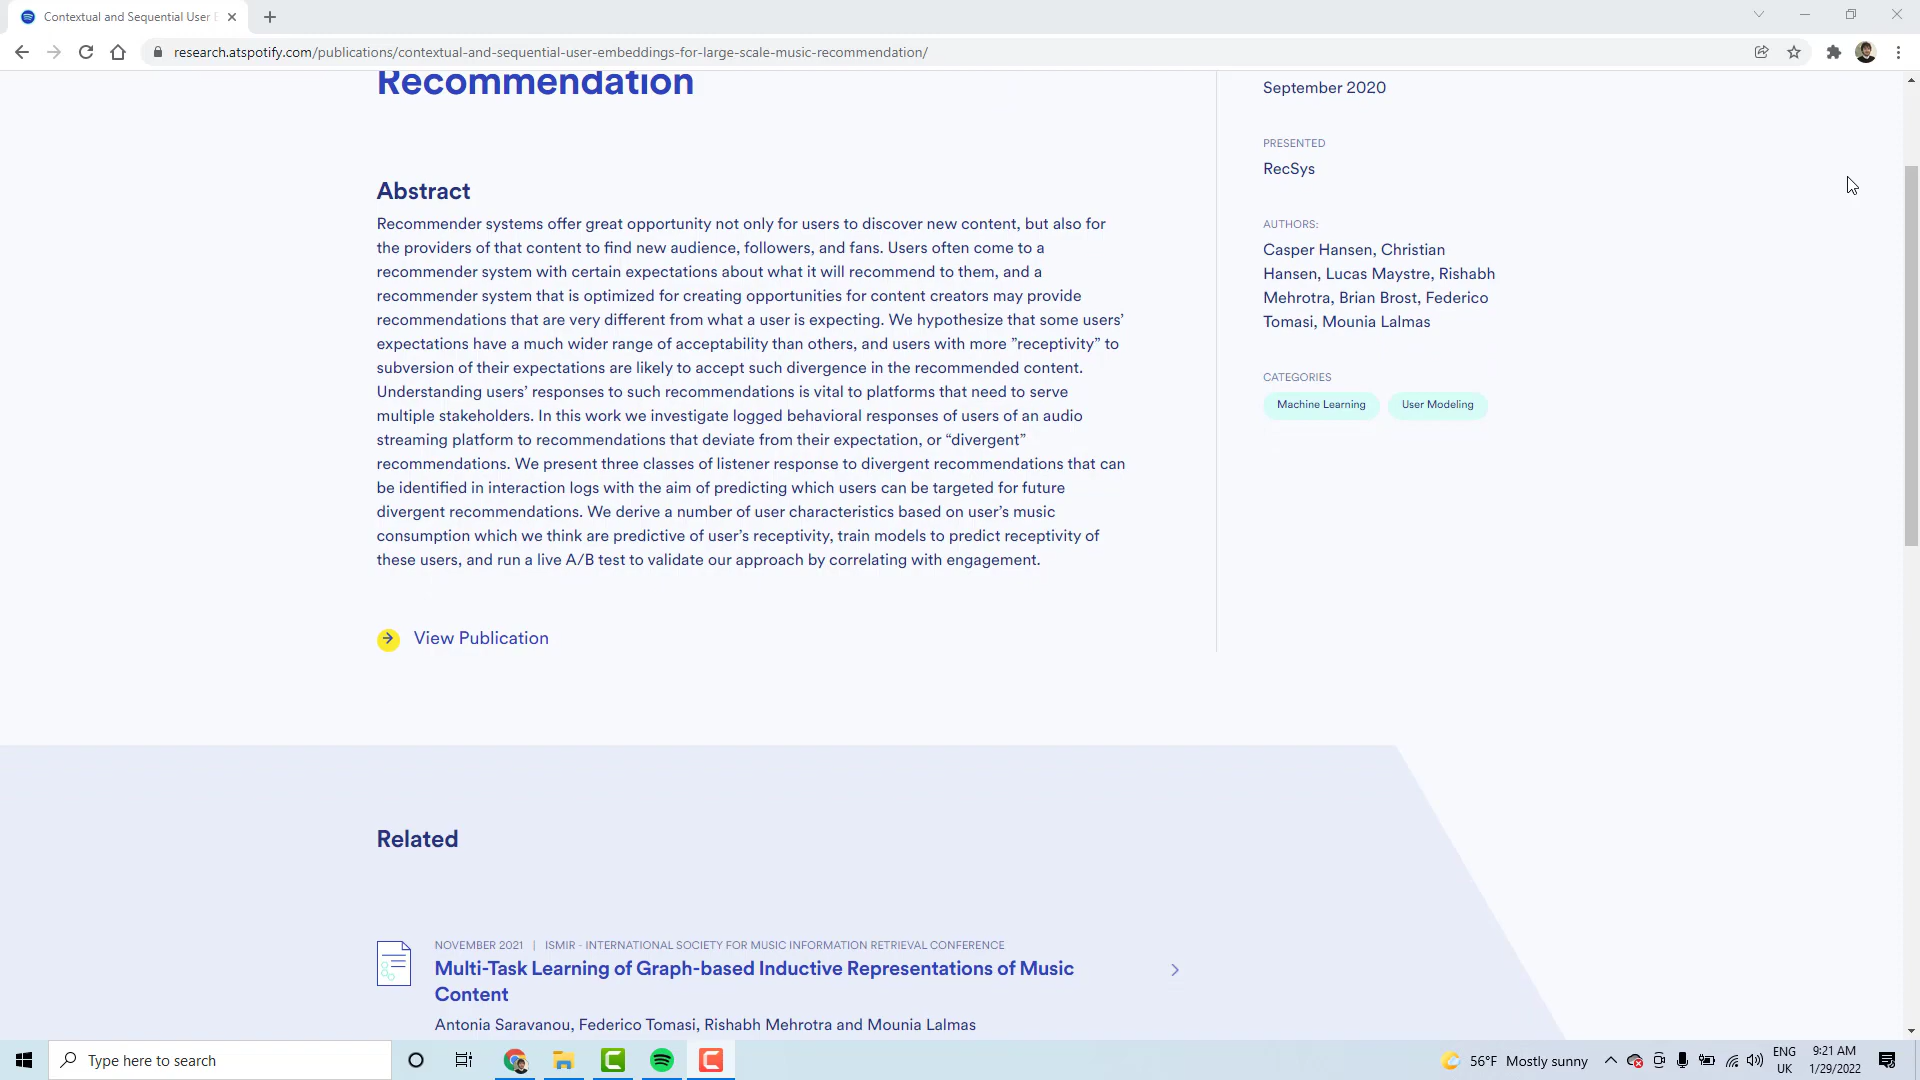 Contextual and Sequential User E
research.atspotify.com/publications/contextual-and-sequential-user-embeddings-for-large-scale-music-recommendation/
Recommendation
Abstract
Recommender systems offer great opportunity not only for users to discover new content, but also for
the providers of that content to find new audience, followers, and fans. Users often come to a
recommender system with certain expectations about what it will recommend to them, and a
recommender system that is optimized for creating opportunities for content creators may provide
recommendations that are very different from what a user is expecting. We hypothesize that some users’
expectations have a much wider range of acceptability than others, and users with more ”receptivity” to
subversion of their expectations are likely to accept such divergence in the recommended content.
Understanding users’ responses to such recommendations is vital to platforms that need to serve
multiple stakeholders. In this work we investigate logged behavioral responses of users of an audio
streaming platform to recommendations that deviate from their expectation, or “divergent”
recommendations. We present three classes of listener response to divergent recommendations that can
be identified in interaction logs with the aim of predicting which users can be targeted for future
divergent recommendations. We derive a number of user characteristics based on user’s music
consumption which we think are predictive of user’s receptivity, train models to predict receptivity of
these users, and run a live A/B test to validate our approach by correlating with engagement.
View Publication
September 2020
PRESENTED
RecSys
AUTHORS:
Casper Hansen, Christian
Hansen, Lucas Maystre, Rishabh
Mehrotra, Brian Brost, Federico
Tomasi, Mounia Lalmas
CATEGORIES
Machine Learning
User Modeling
Related
NOVEMBER 2021 | ISMIR - INTERNATIONAL SOCIETY FOR MUSIC INFORMATION RETRIEVAL CONFERENCE
Multi-Task Learning of Graph-based Inductive Representations of Music
Content
Antonia Saravanou, Federico Tomasi, Rishabh Mehrotra and Mounia Lalmas
Type here to search
56°F Mostly sunny
ENG
UK
9:21 AM
1/29/2022